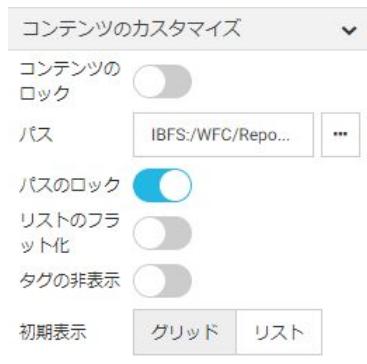 コンテンツのカスタマイズ
コンテンツの
ロック
パス IBFS:/WFC/Repo... ...
パスのロック
リストのフラ
ット化
タグの非表示
初期表示 グリッド リスト